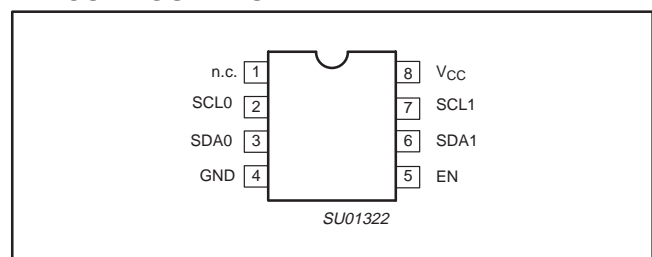 n.c. 1 8 VCC
SCL0 2 7 SCL1
SDA0 3 6 SDA1
GND 4 5 EN
SU01322